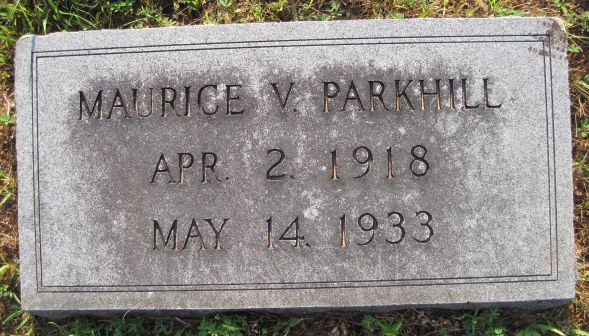 MAURICE V. PARKHILL
APR. 2. 1918
MAY 14, 1933